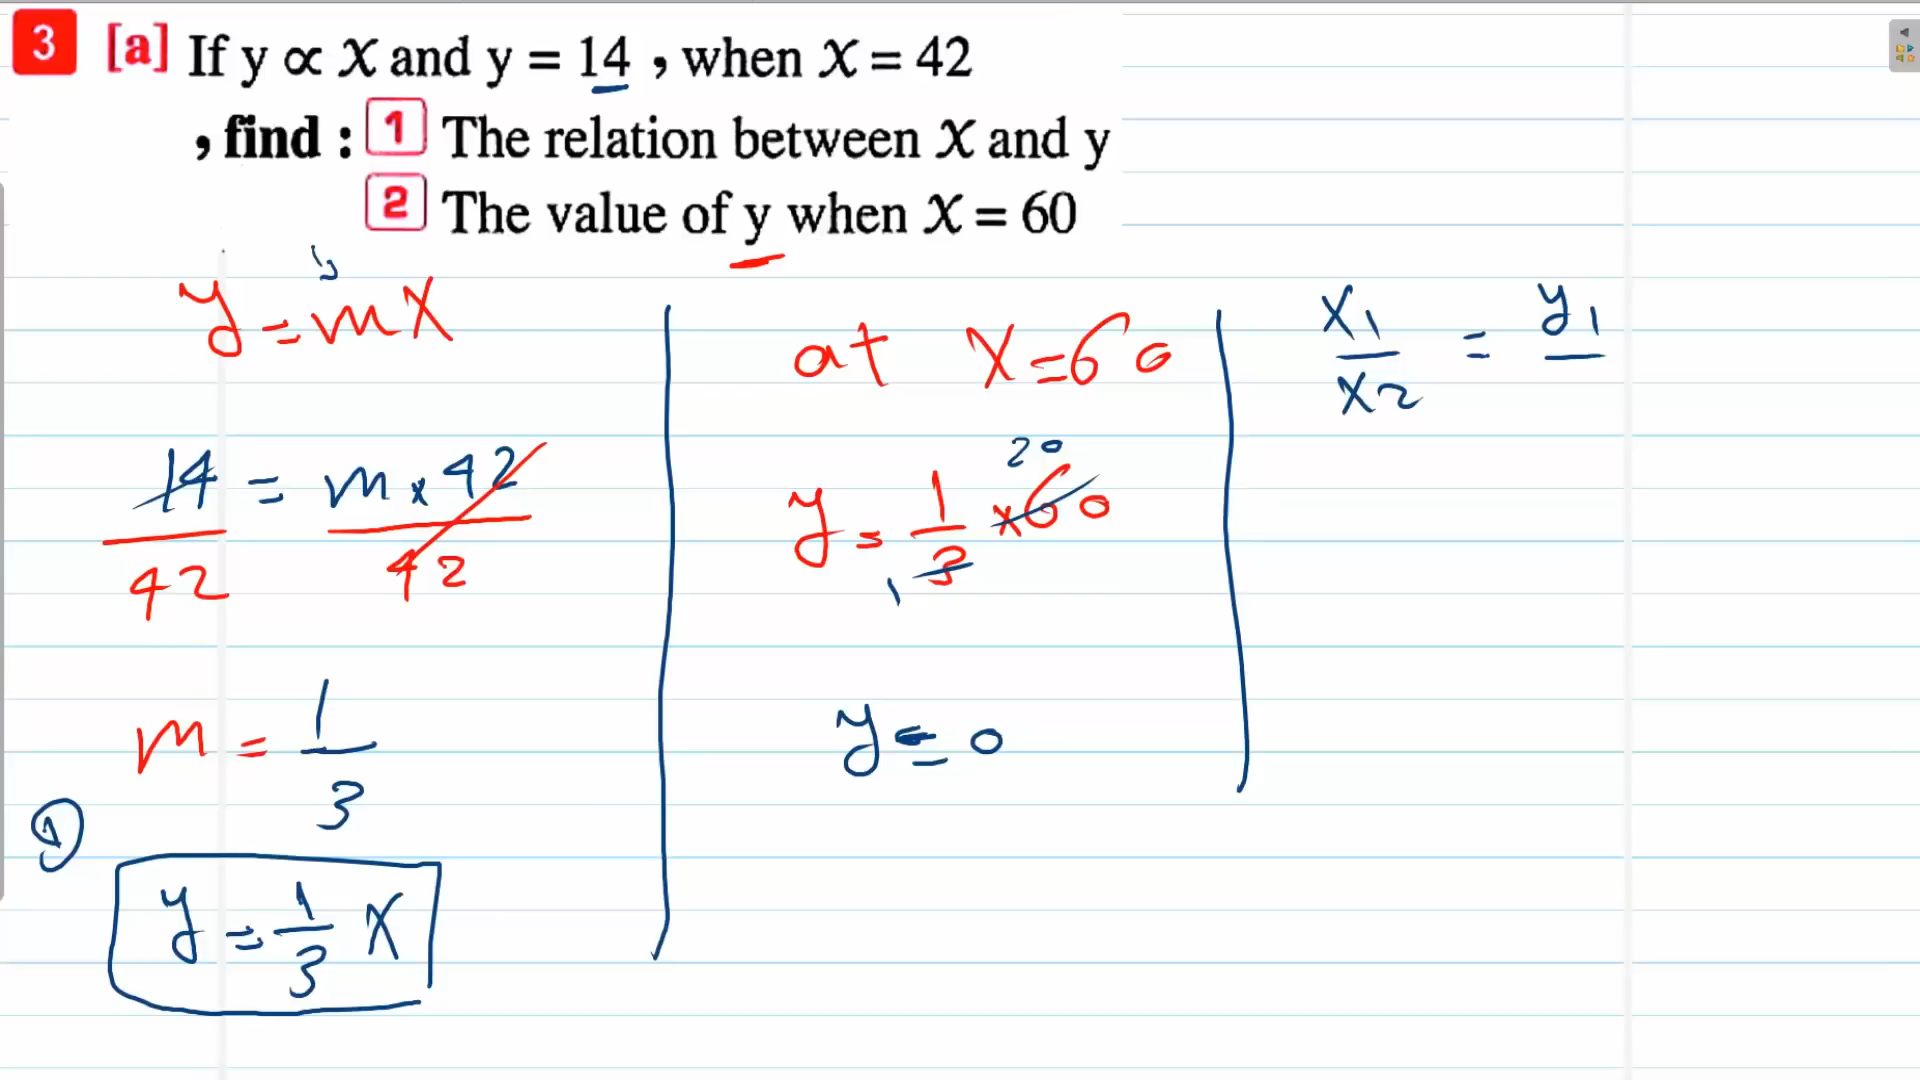 3 [a] If y ∝ X and y = 14 , when X = 42
, find : 1 The relation between X and y
2 The value of y when X = 60
y = mX
14 = m × 42
42 42
m = 1/3
1
y = 1/3 X
at X = 60
20
y = 1/3 × 60
1
y = 0
X1 = y1
X2